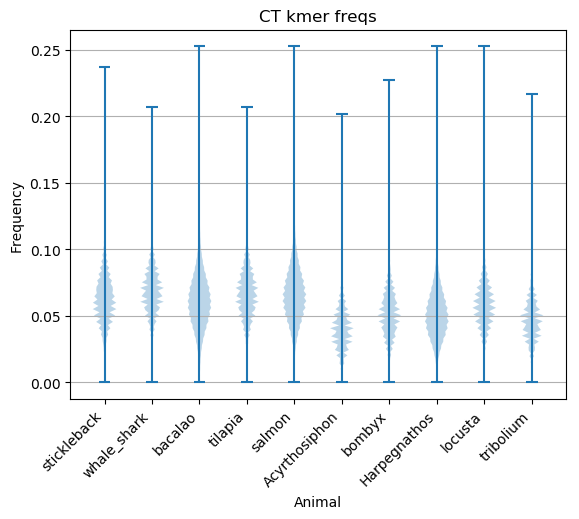 CT kmer freqs
0.25
0.20
0.15
0.10
0.05
0.00
Frequency
stickleback
whale_shark
bacalao
tilapia
salmon
Acyrthosiphon
bombyx
Harpegnathos
locusta
tribolium
Animal